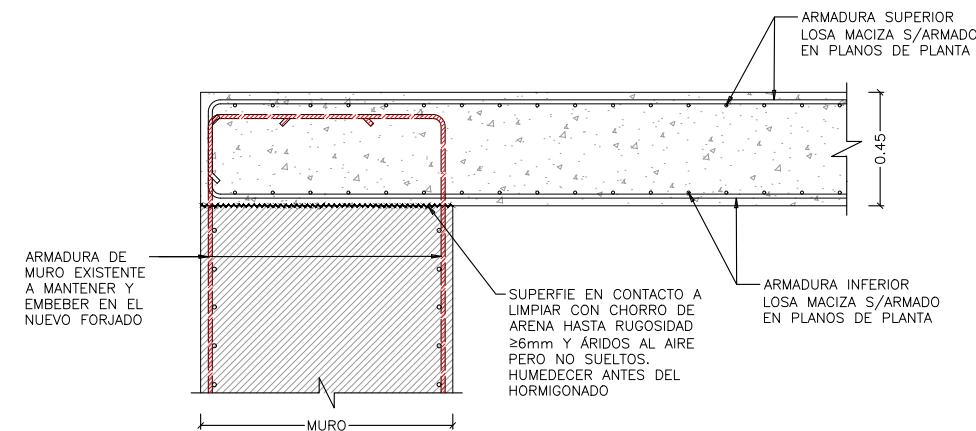 ARMADURA SUPERIOR
LOSA MACIZA S/ARMADO
EN PLANOS DE PLANTA
0.45
ARMADURA DE
MURO EXISTENTE
A MANTENER Y
EMBEBER EN EL
NUEVO FORJADO
SUPERFIE EN CONTACTO A
LIMPIAR CON CHORRO DE
ARENA HASTA RUGOSIDAD
≥6mm Y ÁRIDOS AL AIRE
PERO NO SUELTOS.
HUMEDECER ANTES DEL
HORMIGONADO
ARMADURA INFERIOR
LOSA MACIZA S/ARMADO
EN PLANOS DE PLANTA
MURO